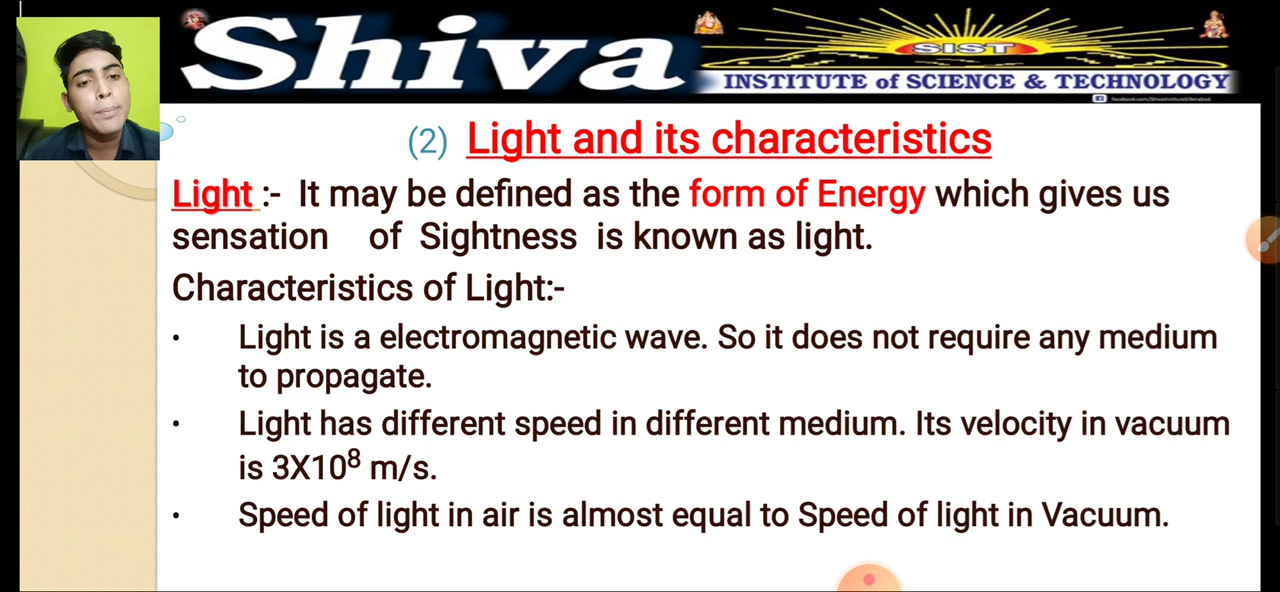 Shiva
SIST
INSTITUTE of SCIENCE & TECHNOLOGY
(2) Light and its characteristics
Light :- It may be defined as the form of Energy which gives us
sensation of Sightness is known as light.
Characteristics of Light:-
• Light is a electromagnetic wave. So it does not require any medium
to propagate.
• Light has different speed in different medium. Its velocity in vacuum
is 3X10⁸ m/s.
• Speed of light in air is almost equal to Speed of light in Vacuum.